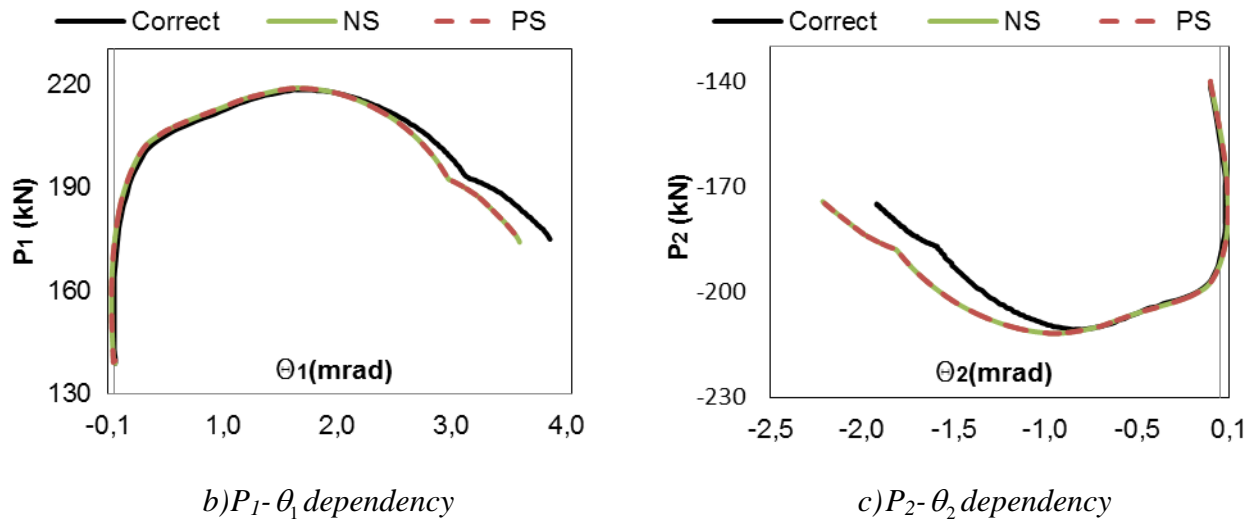 Correct NS PS
220
190
160
130
P1 (kN)
Θ1(mrad)
-0,1 1,0 2,0 3,0 4,0
b)P1- θ1 dependency
Correct NS PS
-140
-170
-200
-230
P2 (kN)
Θ2(mrad)
-2,5 -2,0 -1,5 -1,0 -0,5 0,1
c)P2- θ2 dependency